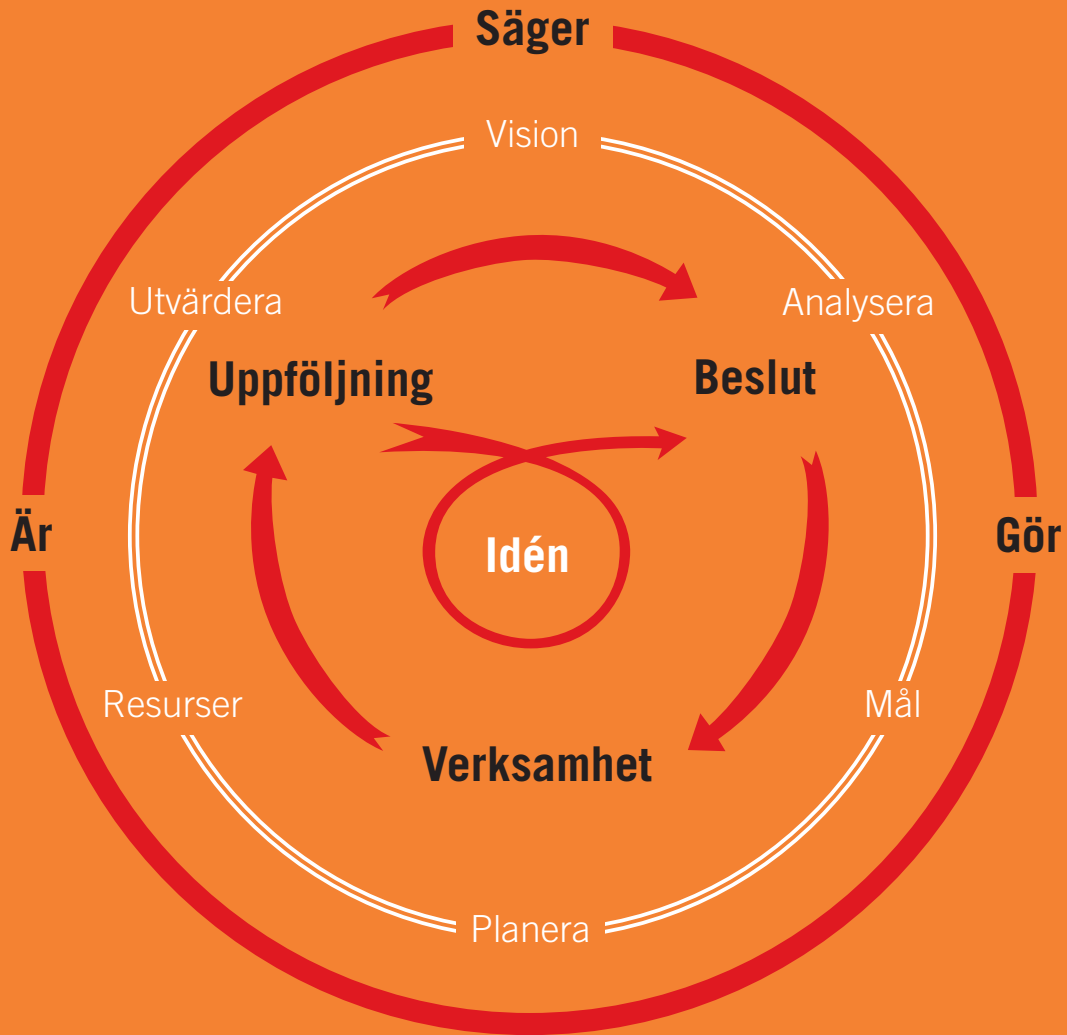 Säger
Vision
Utvärdera
Analysera
Uppföljning
Beslut
Är
Idén
Gör
Resurser
Mål
Verksamhet
Planera